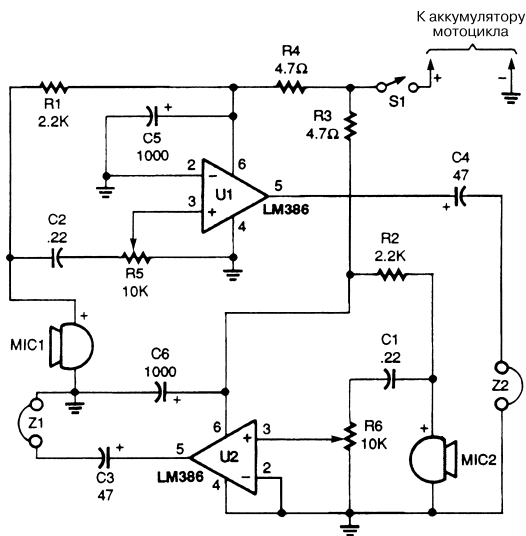 К аккумулятору
мотоцикла
R4
4.7Ω
+
−
S1
R1
2.2K
R3
4.7Ω
+
C5
1000
2
−
6
U1
5
LM386
3
+
4
C4
47
+
C2
.22
R5
10K
R2
2.2K
+
MIC1
C6
1000
+
C1
.22
Z1
Z2
6
+
3
R6
10K
+
5
U2
LM386
−
2
4
MIC2
+
C3
47